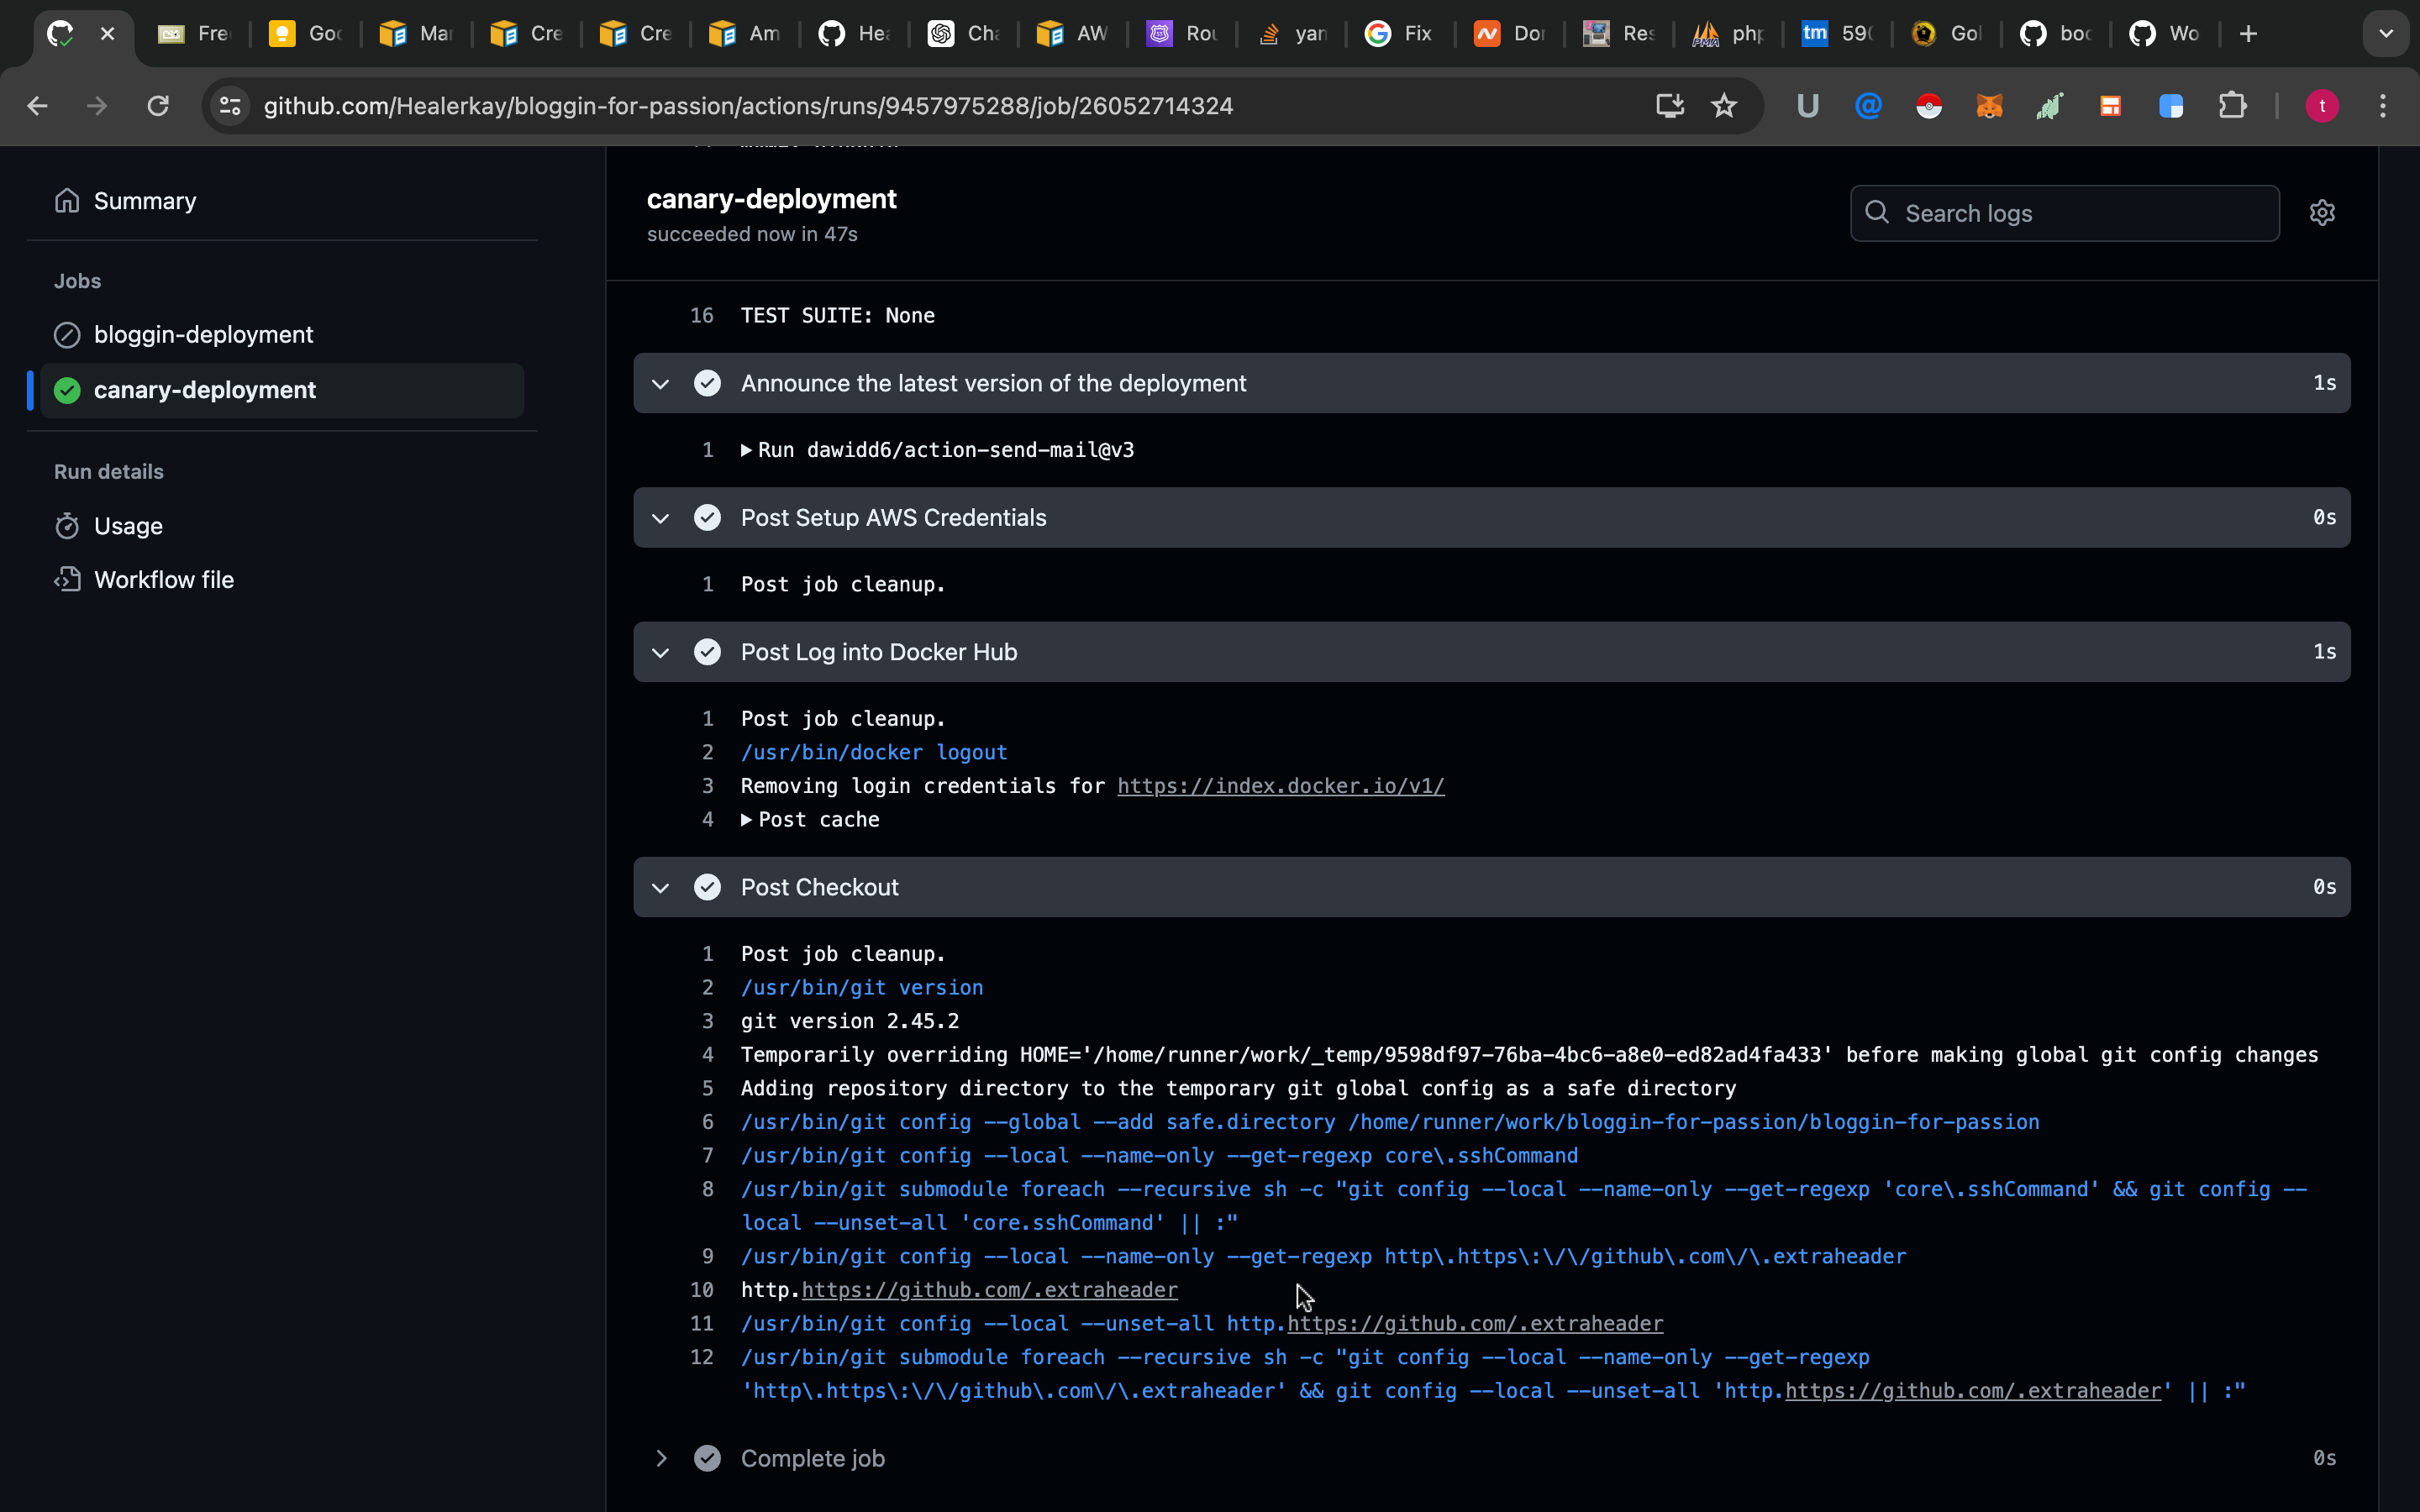 Free
Goo
Mar
Cre
Cre
Am
Hea
Cha
AW
Rou
yam
Fix
Dor
Res
php
tm 590
Gol
boo
Wo
github.com/Healerkay/bloggin-for-passion/actions/runs/9457975288/job/26052714324
U
t
Summary
Jobs
bloggin-deployment
canary-deployment
Run details
Usage
Workflow file
canary-deployment
succeeded now in 47s
Search logs
16 TEST SUITE: None
Announce the latest version of the deployment 1s
1 Run dawidd6/action-send-mail@v3
Post Setup AWS Credentials 0s
1 Post job cleanup.
Post Log into Docker Hub 1s
1 Post job cleanup.
2 /usr/bin/docker logout
3 Removing login credentials for https://index.docker.io/v1/
4 Post cache
Post Checkout 0s
1 Post job cleanup.
2 /usr/bin/git version
3 git version 2.45.2
4 Temporarily overriding HOME='/home/runner/work/_temp/9598df97-76ba-4bc6-a8e0-ed82ad4fa433' before making global git config changes
5 Adding repository directory to the temporary git global config as a safe directory
6 /usr/bin/git config --global --add safe.directory /home/runner/work/bloggin-for-passion/bloggin-for-passion
7 /usr/bin/git config --local --name-only --get-regexp core\.sshCommand
8 /usr/bin/git submodule foreach --recursive sh -c "git config --local --name-only --get-regexp 'core\.sshCommand' && git config --
local --unset-all 'core.sshCommand' || :"
9 /usr/bin/git config --local --name-only --get-regexp http\.https\:\/\/github\.com\/\.extraheader
10 http.https://github.com/.extraheader
11 /usr/bin/git config --local --unset-all http.https://github.com/.extraheader
12 /usr/bin/git submodule foreach --recursive sh -c "git config --local --name-only --get-regexp
'http\.https\:\/\/github\.com\/\.extraheader' && git config --local --unset-all 'http.https://github.com/.extraheader' || :"
Complete job 0s